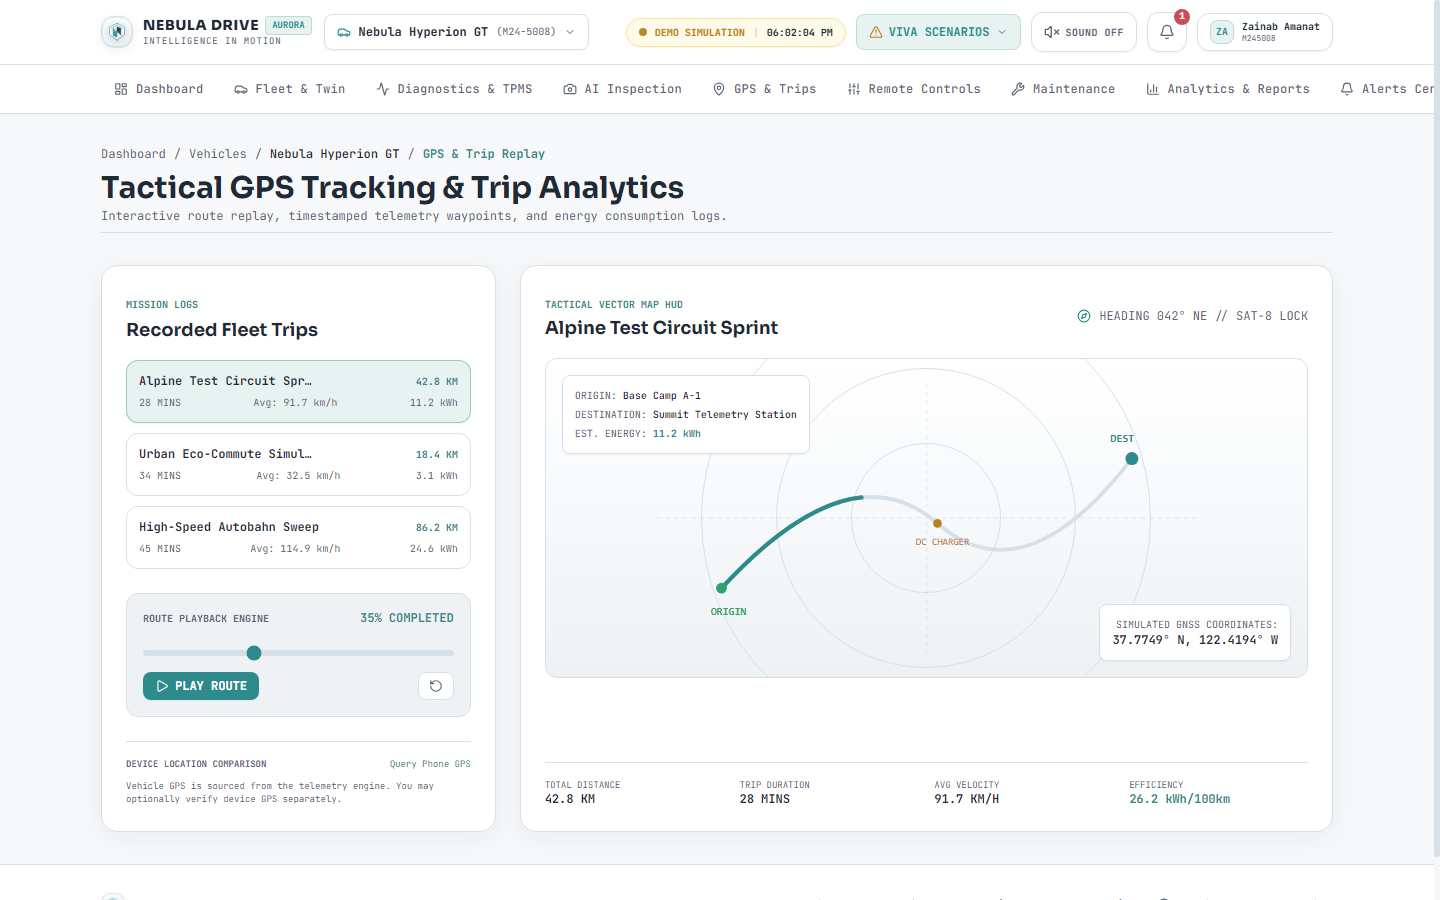 NEBULA DRIVE AURORA
INTELLIGENCE IN MOTION
Nebula Hyperion GT (M24-5008)
DEMO SIMULATION | 06:02:04 PM
VIVA SCENARIOS
SOUND OFF
1
ZA
Zainab Amanat
M245008
Dashboard
Fleet & Twin
Diagnostics & TPMS
AI Inspection
GPS & Trips
Remote Controls
Maintenance
Analytics & Reports
Alerts Cen
Dashboard / Vehicles / Nebula Hyperion GT / GPS & Trip Replay
Tactical GPS Tracking & Trip Analytics
Interactive route replay, timestamped telemetry waypoints, and energy consumption logs.
MISSION LOGS
Recorded Fleet Trips
Alpine Test Circuit Spr… 42.8 KM
28 MINS Avg: 91.7 km/h 11.2 kWh
Urban Eco-Commute Simul… 18.4 KM
34 MINS Avg: 32.5 km/h 3.1 kWh
High-Speed Autobahn Sweep 86.2 KM
45 MINS Avg: 114.9 km/h 24.6 kWh
ROUTE PLAYBACK ENGINE 35% COMPLETED
PLAY ROUTE
DEVICE LOCATION COMPARISON Query Phone GPS
Vehicle GPS is sourced from the telemetry engine. You may
optionally verify device GPS separately.
TACTICAL VECTOR MAP HUD
Alpine Test Circuit Sprint
HEADING 042° NE // SAT-8 LOCK
ORIGIN: Base Camp A-1
DESTINATION: Summit Telemetry Station
EST. ENERGY: 11.2 kWh
DEST
DC CHARGER
ORIGIN
SIMULATED GNSS COORDINATES:
37.7749° N, 122.4194° W
TOTAL DISTANCE
42.8 KM
TRIP DURATION
28 MINS
AVG VELOCITY
91.7 KM/H
EFFICIENCY
26.2 kWh/100km